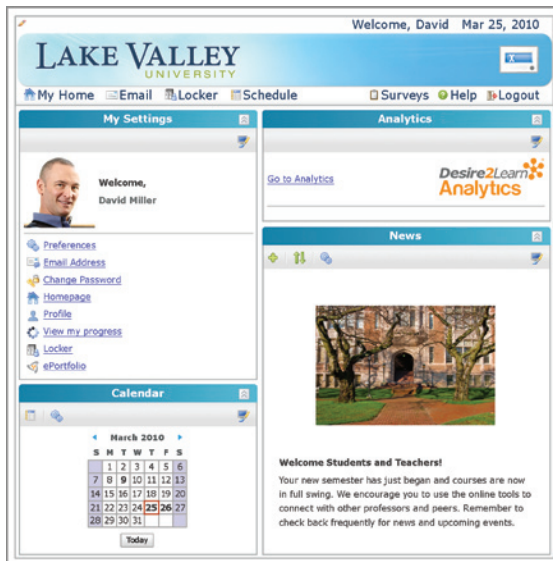 Welcome, David Mar 25, 2010
LAKE VALLEY
UNIVERSITY
My Home Email Locker Schedule Surveys Help Logout
My Settings
Welcome,
David Miller
Preferences
Email Address
Change Password
Homepage
Profile
View my progress
Locker
ePortfolio
Calendar
March 2010
S M T W T F S
1 2 3 4 5 6
7 8 9 10 11 12 13
14 15 16 17 18 19 20
21 22 23 24 25 26 27
28 29 30 31
Today
Analytics
Go to Analytics
Desire2Learn
Analytics
News
Welcome Students and Teachers!
Your new semester has just began and courses are now
in full swing. We encourage you to use the online tools to
connect with other professors and peers. Remember to
check back frequently for news and upcoming events.